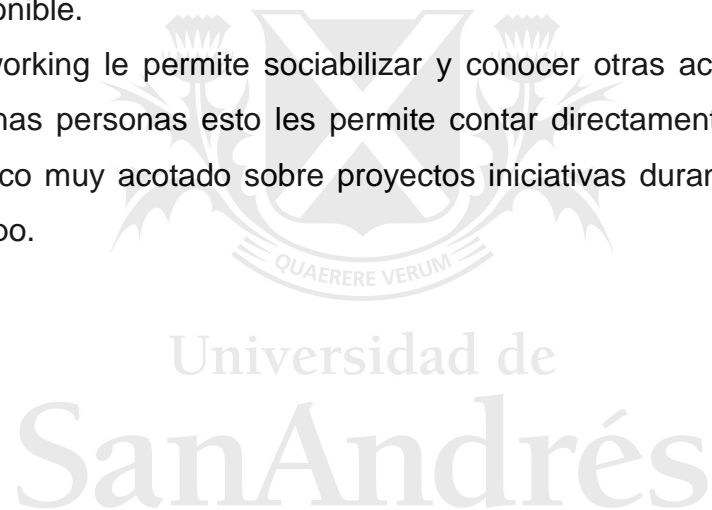 onible.
working le permite sociabilizar y conocer otras ac
nas personas esto les permite contar directament
co muy acotado sobre proyectos iniciativas duran
oo.
QUAERERE VERUM
Universidad de
SanAndrés